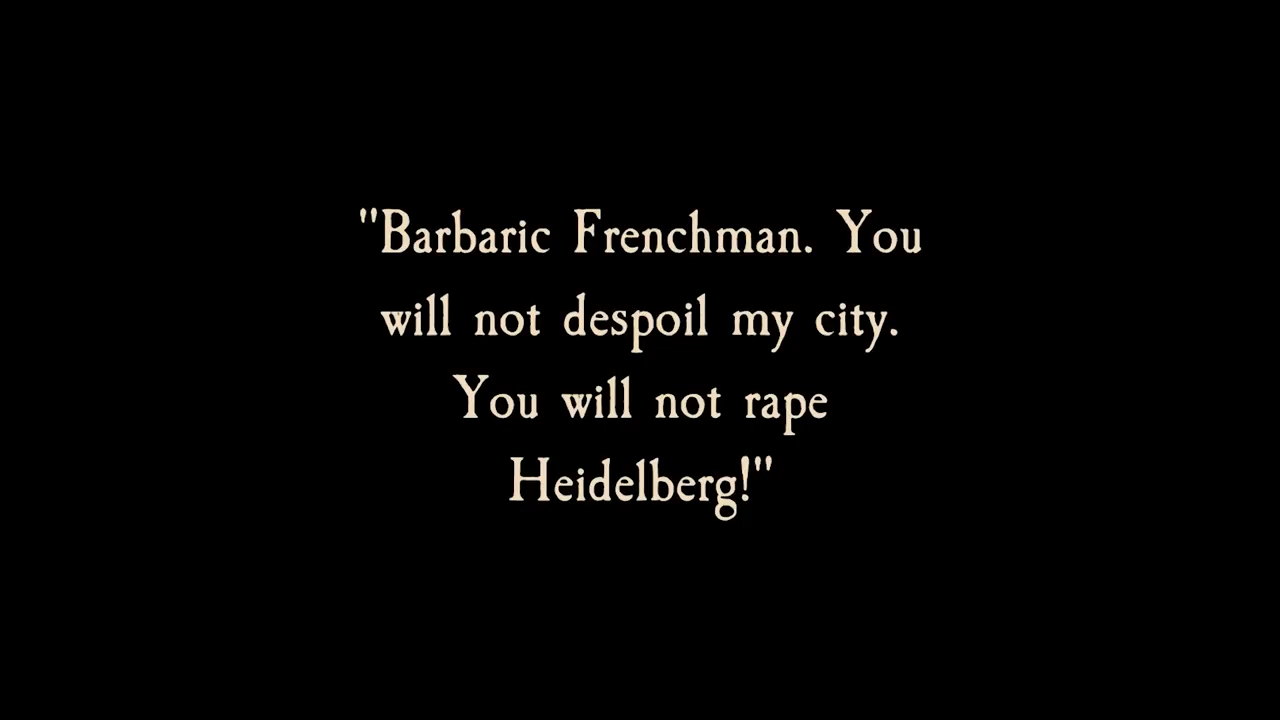 "Barbaric Frenchman. You
will not despoil my city.
You will not rape
Heidelberg!"